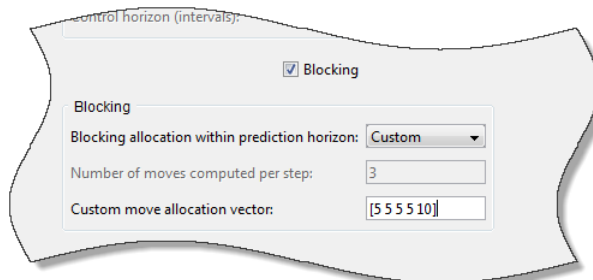 Control horizon (intervals):
Blocking
Blocking
Blocking allocation within prediction horizon: Custom
Number of moves computed per step: 3
Custom move allocation vector: [5 5 5 5 10]